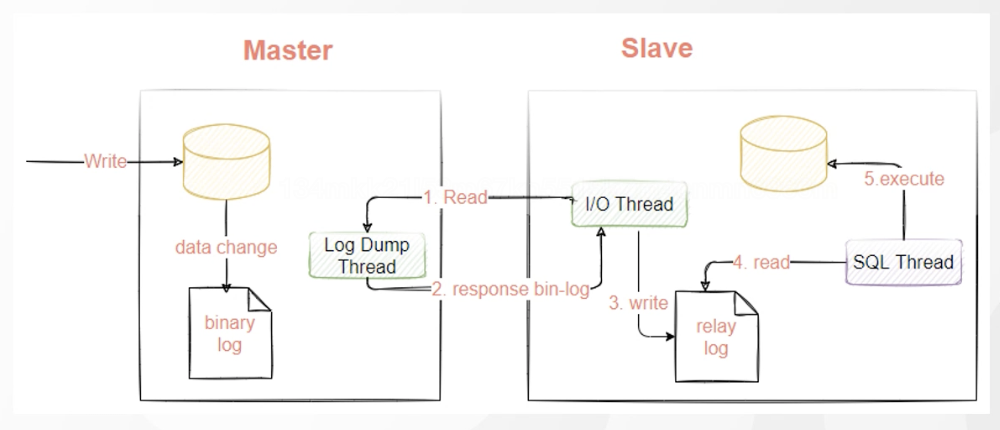 Master
Slave
Write
data change
binary
log
Log Dump
Thread
1. Read
2. response bin-log
I/O Thread
3. write
relay
log
4. read
SQL Thread
5.execute